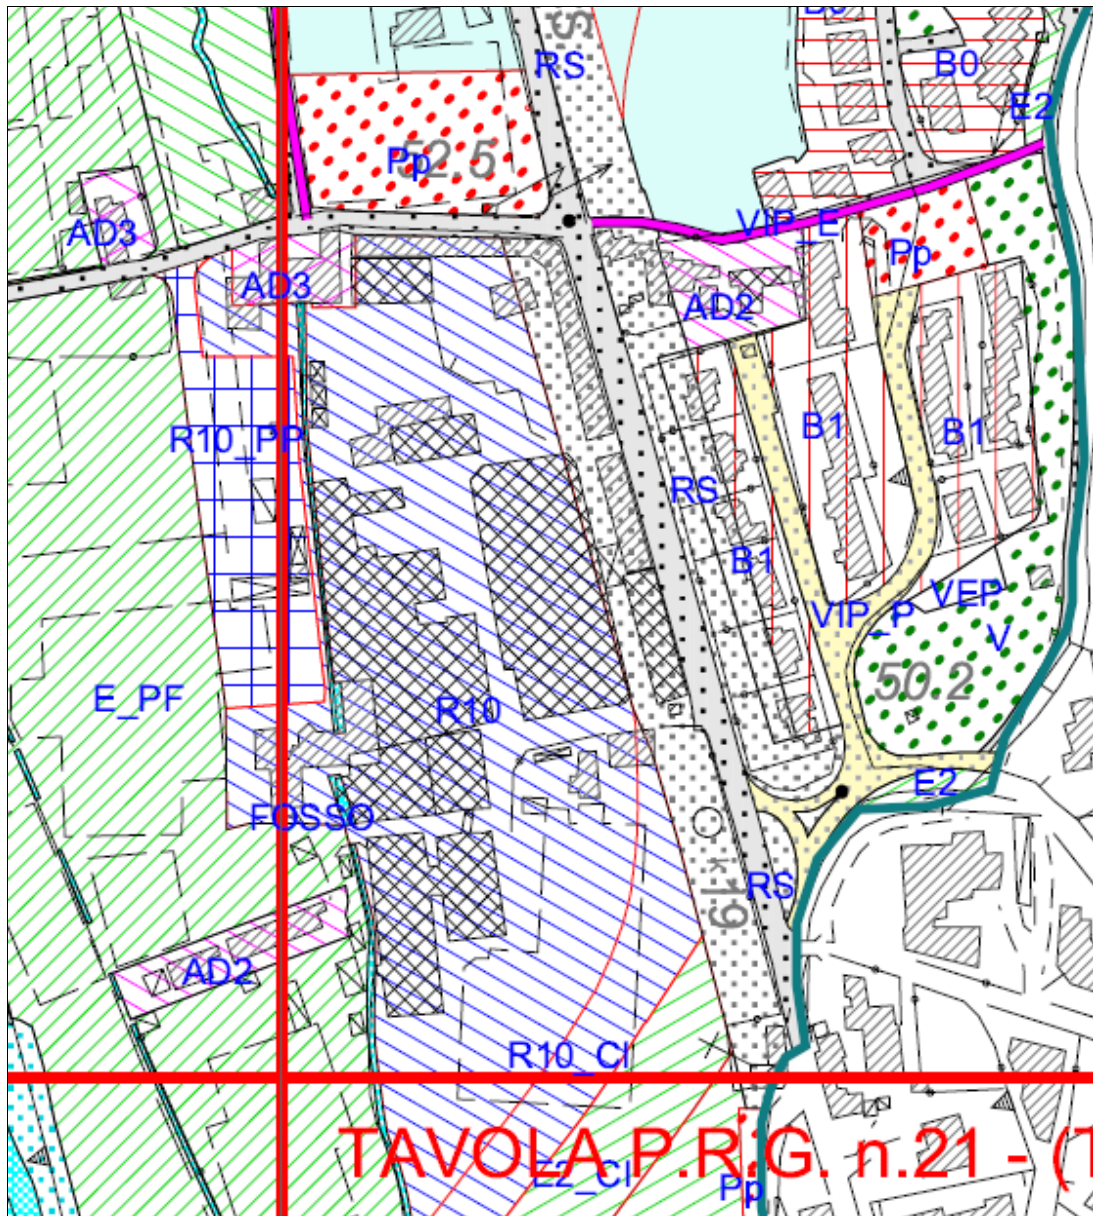 RS
B0
E2
52.5
Pp
AD3
VIP_E
Pp
AD3
AD2
R10_PP
B1
B1
RS
B1
VEP
VIP_P
V
E_PF
50.2
R10
E2
FOSSO
RS
k19
AD2
R10_CI
TAVOLA P.R.G. n.21 - (T
E2_CI
Pp